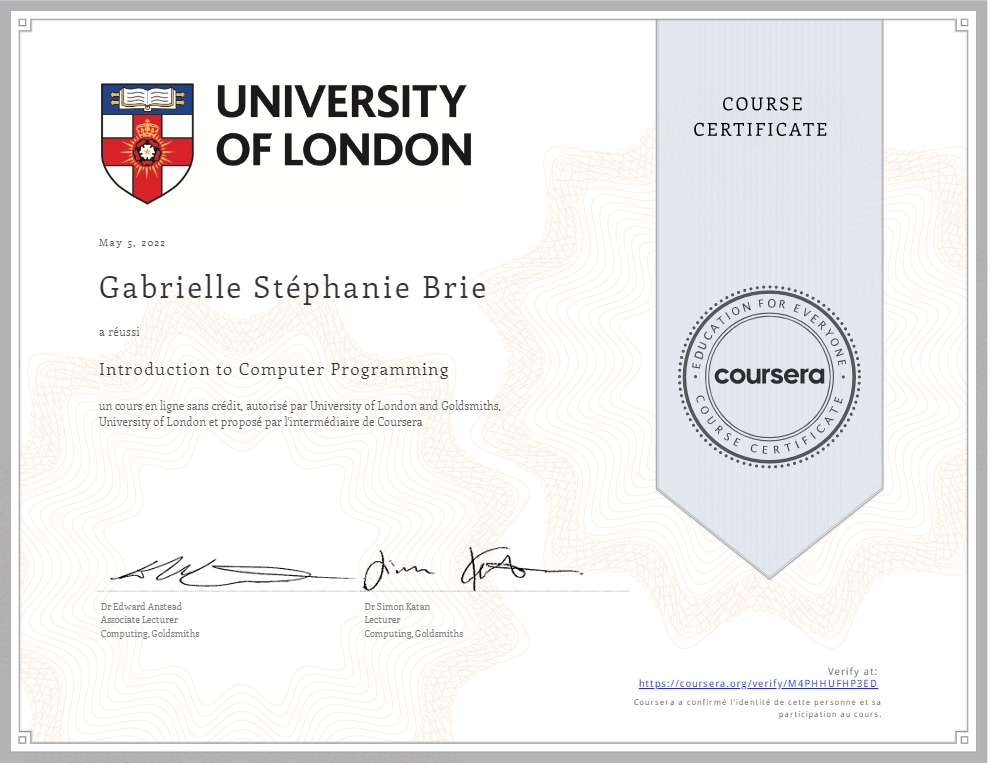 UNIVERSITY
OF LONDON
COURSE
CERTIFICATE
May 5, 2022
Gabrielle Stéphanie Brie
a réussi
Introduction to Computer Programming
un cours en ligne sans crédit, autorisé par University of London and Goldsmiths,
University of London et proposé par l'intermédiaire de Coursera
EDUCATION FOR EVERYONE
coursera
COURSE CERTIFICATE
Dr Edward Anstead
Associate Lecturer
Computing, Goldsmiths
Dr Simon Katan
Lecturer
Computing, Goldsmiths
Verify at:
https://coursera.org/verify/M4PHHUFHP3ED
Coursera a confirmé l'identité de cette personne et sa
participation au cours.